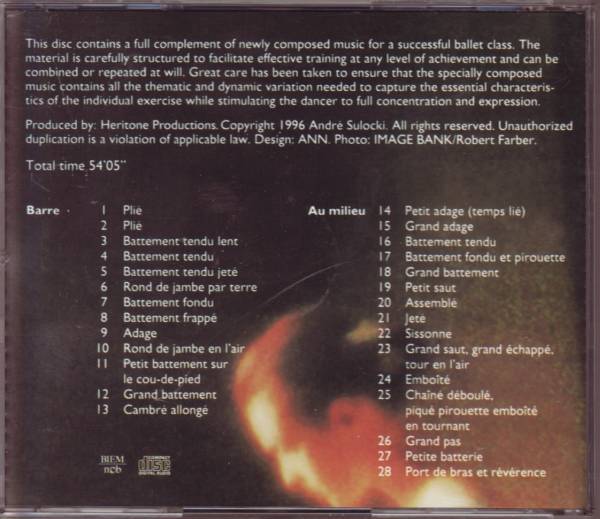 This disc contains a full complement of newly composed music for a successful ballet class. The
material is carefully structured to facilitate effective training at any level of achievement and can be
combined or repeated at will. Great care has been taken to ensure that the specially composed
music contains all the thematic and dynamic variation needed to capture the essential characteris-
tics of the individual exercise while stimulating the dancer to full concentration and expression.
Produced by: Heritone Productions. Copyright 1996 André Sulocki. All rights reserved. Unauthorized
duplication is a violation of applicable law. Design: ANN. Photo: IMAGE BANK/Robert Farber.
Total time 54'05"
Barre
1 Plié
2 Plié
3 Battement tendu lent
4 Battement tendu
5 Battement tendu jeté
6 Rond de jambe par terre
7 Battement fondu
8 Battement frappé
9 Adage
10 Rond de jambe en l'air
11 Petit battement sur
le cou-de-pied
12 Grand battement
13 Cambré allongé
Au milieu
14 Petit adage (temps lié)
15 Grand adage
16 Battement tendu
17 Battement fondu et pirouette
18 Grand battement
19 Petit saut
20 Assemblé
21 Jeté
22 Sissonne
23 Grand saut, grand échappé,
tour en l'air
24 Emboîté
25 Chaîné déboulé,
piqué pirouette emboîté
en tournant
26 Grand pas
27 Petite batterie
28 Port de bras et révérence
BIEM
ncb
COMPACT
disc
DIGITAL AUDIO